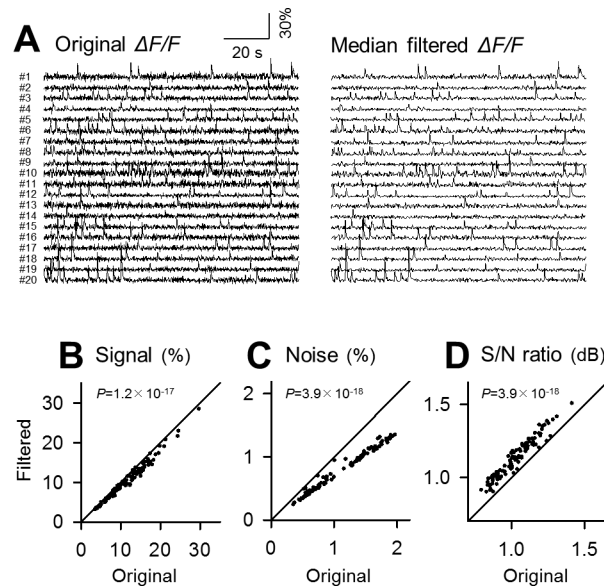 A Original ΔF/F
20 s
30%
Median filtered ΔF/F
#1
#2
#3
#4
#5
#6
#7
#8
#9
#10
#11
#12
#13
#14
#15
#16
#17
#18
#19
#20
B Signal (%)
P=1.2×10-17
30
20
10
0
0 10 20 30
Filtered
Original
C Noise (%)
P=3.9×10-18
2
1
0
0 1 2
Original
D S/N ratio (dB)
P=3.9×10-18
1.5
1.0
1.0 1.5
Original